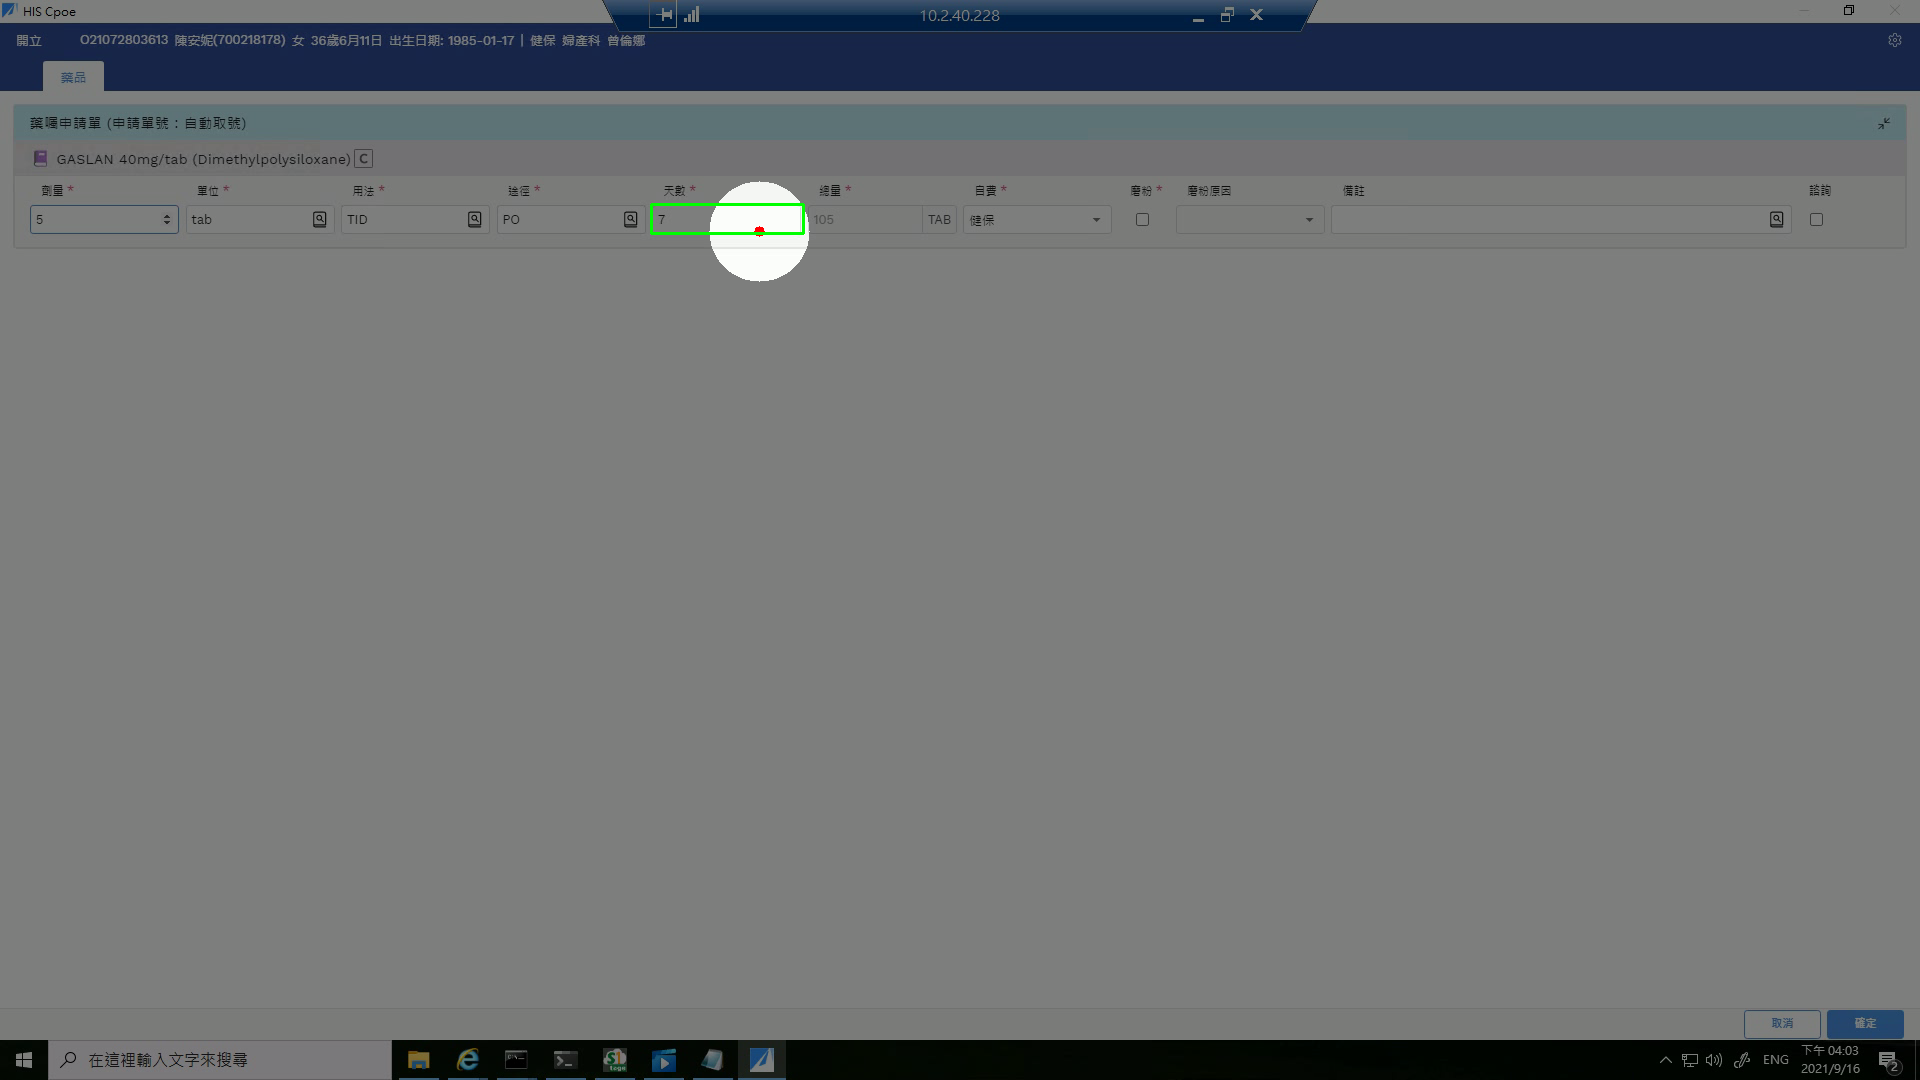 HIS Cpoe
10.2.40.228
開立 O21072803613 陳安妮(700218178) 女 36歲6月11日 出生日期: 1985-01-17 | 健保 婦產科 曾倫娜
藥品
藥囑申請單 (申請單號：自動取號)
GASLAN 40mg/tab (Dimethylpolysiloxane) C
劑量 * 單位 * 用法 * 途徑 * 天數 * 總量 * 自費 * 磨粉 * 磨粉原因 備註 諮詢
5 tab TID PO 7 105 TAB 健保
取消 確定
在這裡輸入文字來搜尋
ENG
下午 04:03
2021/9/16
2